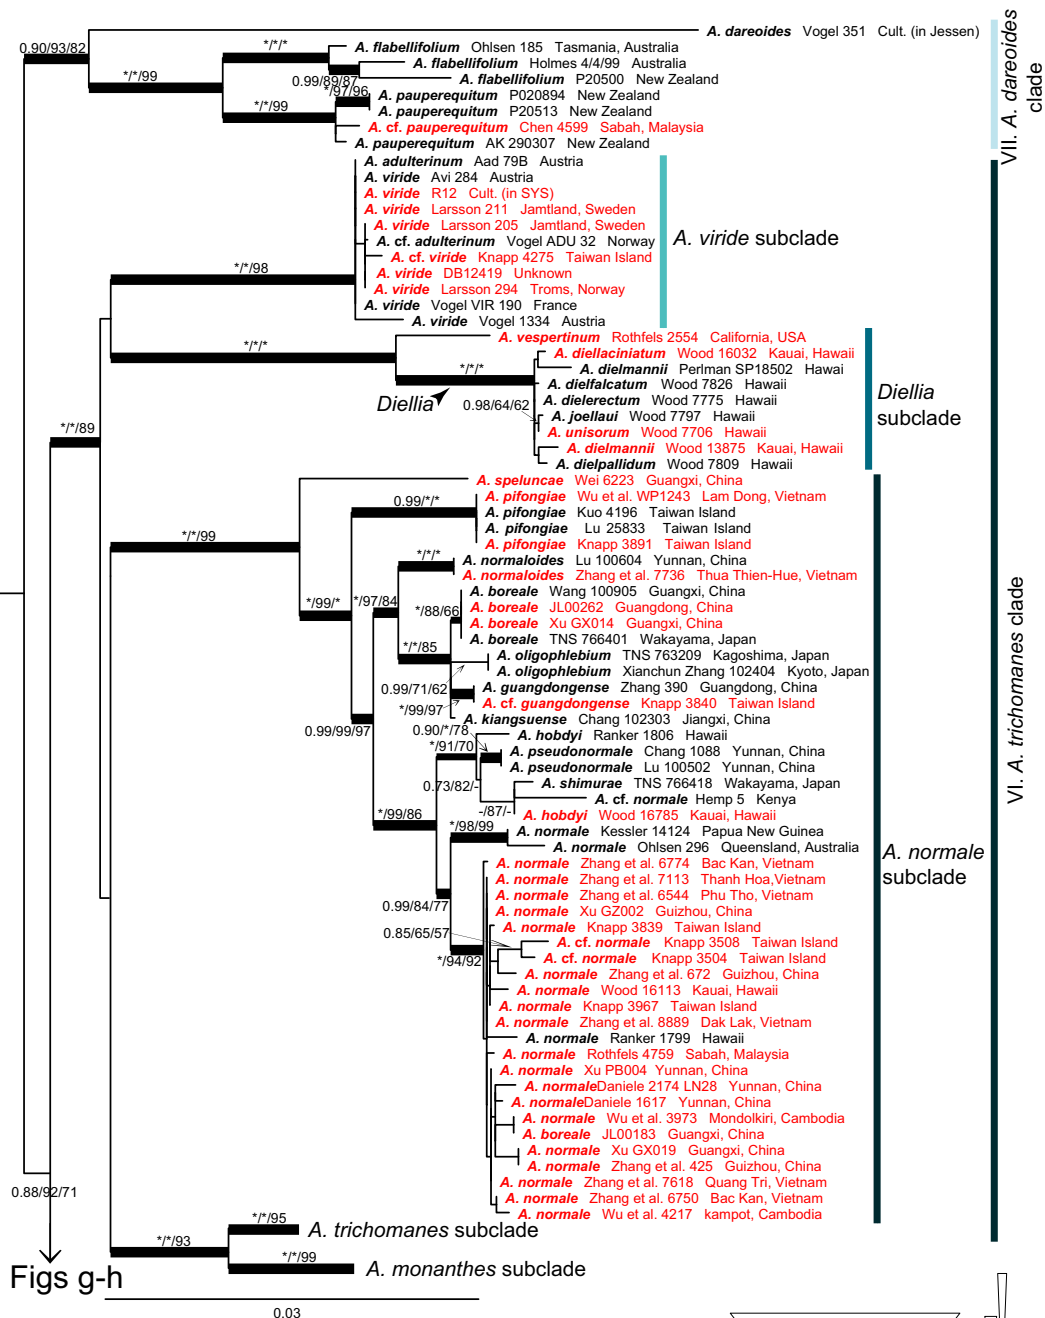 0.90/93/82
A. dareoides Vogel 351 Cult. (in Jessen)
*/*/*
A. flabellifolium Ohlsen 185 Tasmania, Australia
A. flabellifolium Holmes 4/4/99 Australia
0.99/89/87
A. flabellifolium P20500 New Zealand
*/*/99
*/97/96
A. pauperequitum P020894 New Zealand
*/*/99
A. pauperequitum P20513 New Zealand
A. cf. pauperequitum Chen 4599 Sabah, Malaysia
A. pauperequitum AK 290307 New Zealand
VII. A. dareoides
clade
A. adulterinum Aad 79B Austria
A. viride Avi 284 Austria
A. viride R12 Cult. (in SYS)
A. viride Larsson 211 Jamtland, Sweden
A. viride Larsson 205 Jamtland, Sweden
A. cf. adulterinum Vogel ADU 32 Norway
A. viride subclade
A. cf. viride Knapp 4275 Taiwan Island
*/*/98
A. viride DB12419 Unknown
A. viride Larsson 294 Troms, Norway
A. viride Vogel VIR 190 France
A. viride Vogel 1334 Austria
A. vespertinum Rothfels 2554 California, USA
*/*/*
A. diellaciniatum Wood 16032 Kauai, Hawaii
*/*/*
A. dielmannii Perlman SP18502 Hawai
A. dielfalcatum Wood 7826 Hawaii
Diellia
A. dielerectum Wood 7775 Hawaii
0.98/64/62
A. joellaui Wood 7797 Hawaii
A. unisorum Wood 7706 Hawaii
A. dielmannii Wood 13875 Kauai, Hawaii
A. dielpallidum Wood 7809 Hawaii
Diellia
subclade
*/*/89
A. speluncae Wei 6223 Guangxi, China
A. pifongiae Wu et al. WP1243 Lam Dong, Vietnam
0.99/*/*
A. pifongiae Kuo 4196 Taiwan Island
A. pifongiae Lu 25833 Taiwan Island
*/*/99
A. pifongiae Knapp 3891 Taiwan Island
*/*/*
A. normaloides Lu 100604 Yunnan, China
A. normaloides Zhang et al. 7736 Thua Thien-Hue, Vietnam
A. boreale Wang 100905 Guangxi, China
*/99/*
*/97/84
*/88/66
A. boreale JL00262 Guangdong, China
A. boreale Xu GX014 Guangxi, China
A. boreale TNS 766401 Wakayama, Japan
*/*/85
A. oligophlebium TNS 763209 Kagoshima, Japan
A. oligophlebium Xianchun Zhang 102404 Kyoto, Japan
0.99/71/62
A. guangdongense Zhang 390 Guangdong, China
*/99/97
A. cf. guangdongense Knapp 3840 Taiwan Island
A. kiangsuense Chang 102303 Jiangxi, China
0.99/99/97
0.90/*/78
A. hobdyi Ranker 1806 Hawaii
*/91/70
A. pseudonormale Chang 1088 Yunnan, China
A. pseudonormale Lu 100502 Yunnan, China
0.73/82/-
A. shimurae TNS 766418 Wakayama, Japan
A. cf. normale Hemp 5 Kenya
*/99/86
-/87/-
A. hobdyi Wood 16785 Kauai, Hawaii
*/98/99
A. normale Kessler 14124 Papua New Guinea
A. normale Ohlsen 296 Queensland, Australia
A. normale
subclade
A. normale Zhang et al. 6774 Bac Kan, Vietnam
A. normale Zhang et al. 7113 Thanh Hoa,Vietnam
A. normale Zhang et al. 6544 Phu Tho, Vietnam
0.99/84/77
A. normale Xu GZ002 Guizhou, China
A. normale Knapp 3839 Taiwan Island
0.85/65/57
A. cf. normale Knapp 3508 Taiwan Island
*/94/92
A. cf. normale Knapp 3504 Taiwan Island
A. normale Zhang et al. 672 Guizhou, China
A. normale Wood 16113 Kauai, Hawaii
A. normale Knapp 3967 Taiwan Island
A. normale Zhang et al. 8889 Dak Lak, Vietnam
A. normale Ranker 1799 Hawaii
A. normale Rothfels 4759 Sabah, Malaysia
A. normale Xu PB004 Yunnan, China
A. normaleDaniele 2174 LN28 Yunnan, China
A. normaleDaniele 1617 Yunnan, China
A. normale Wu et al. 3973 Mondolkiri, Cambodia
A. boreale JL00183 Guangxi, China
A. normale Xu GX019 Guangxi, China
A. normale Zhang et al. 425 Guizhou, China
A. normale Zhang et al. 7618 Quang Tri, Vietnam
A. normale Zhang et al. 6750 Bac Kan, Vietnam
A. normale Wu et al. 4217 kampot, Cambodia
VI. A. trichomanes clade
0.88/92/71
*/*/95
A. trichomanes subclade
*/*/93
*/*/99
A. monanthes subclade
Figs g-h
0.03